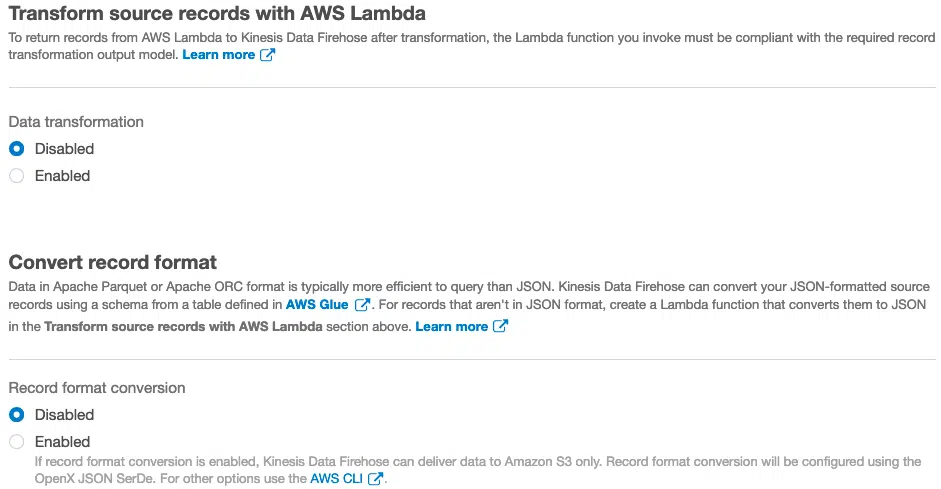 Transform source records with AWS Lambda
To return records from AWS Lambda to Kinesis Data Firehose after transformation, the Lambda function you invoke must be compliant with the required record
transformation output model. Learn more
Data transformation
Disabled
Enabled
Convert record format
Data in Apache Parquet or Apache ORC format is typically more efficient to query than JSON. Kinesis Data Firehose can convert your JSON-formatted source
records using a schema from a table defined in AWS Glue . For records that aren't in JSON format, create a Lambda function that converts them to JSON
in the Transform source records with AWS Lambda section above. Learn more
Record format conversion
Disabled
Enabled
If record format conversion is enabled, Kinesis Data Firehose can deliver data to Amazon S3 only. Record format conversion will be configured using the
OpenX JSON SerDe. For other options use the AWS CLI .